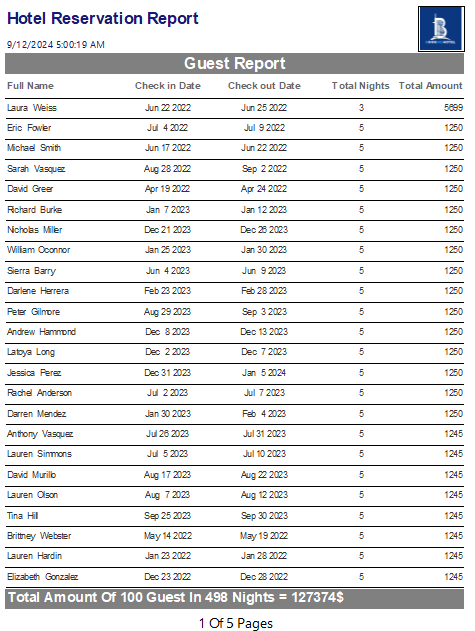 Hotel Reservation Report
9/12/2024 5:00:19 AM
Guest Report
Full Name Check in Date Check out Date Total Nights Total Amount
Laura Weiss Jun 22 2022 Jun 25 2022 3 5699
Eric Fowler Jul 4 2022 Jul 9 2022 5 1250
Michael Smith Jun 17 2022 Jun 22 2022 5 1250
Sarah Vasquez Aug 28 2022 Sep 2 2022 5 1250
David Greer Apr 19 2022 Apr 24 2022 5 1250
Richard Burke Jan 7 2023 Jan 12 2023 5 1250
Nicholas Miller Dec 21 2023 Dec 26 2023 5 1250
William Oconnor Jan 25 2023 Jan 30 2023 5 1250
Sierra Barry Jun 4 2023 Jun 9 2023 5 1250
Darlene Herrera Feb 23 2023 Feb 28 2023 5 1250
Peter Gilmore Aug 29 2023 Sep 3 2023 5 1250
Andrew Hammond Dec 8 2023 Dec 13 2023 5 1250
Latoya Long Dec 2 2023 Dec 7 2023 5 1250
Jessica Perez Dec 31 2023 Jan 5 2024 5 1250
Rachel Anderson Jul 2 2023 Jul 7 2023 5 1250
Darren Mendez Jan 30 2023 Feb 4 2023 5 1250
Anthony Vasquez Jul 26 2023 Jul 31 2023 5 1245
Lauren Simmons Jul 5 2023 Jul 10 2023 5 1245
David Murillo Aug 17 2023 Aug 22 2023 5 1245
Lauren Olson Aug 7 2023 Aug 12 2023 5 1245
Tina Hill Sep 25 2023 Sep 30 2023 5 1245
Brittney Webster May 14 2022 May 19 2022 5 1245
Lauren Hardin Jan 23 2022 Jan 28 2022 5 1245
Elizabeth Gonzalez Dec 23 2022 Dec 28 2022 5 1245
Total Amount Of 100 Guest In 498 Nights = 127374$
1 Of 5 Pages